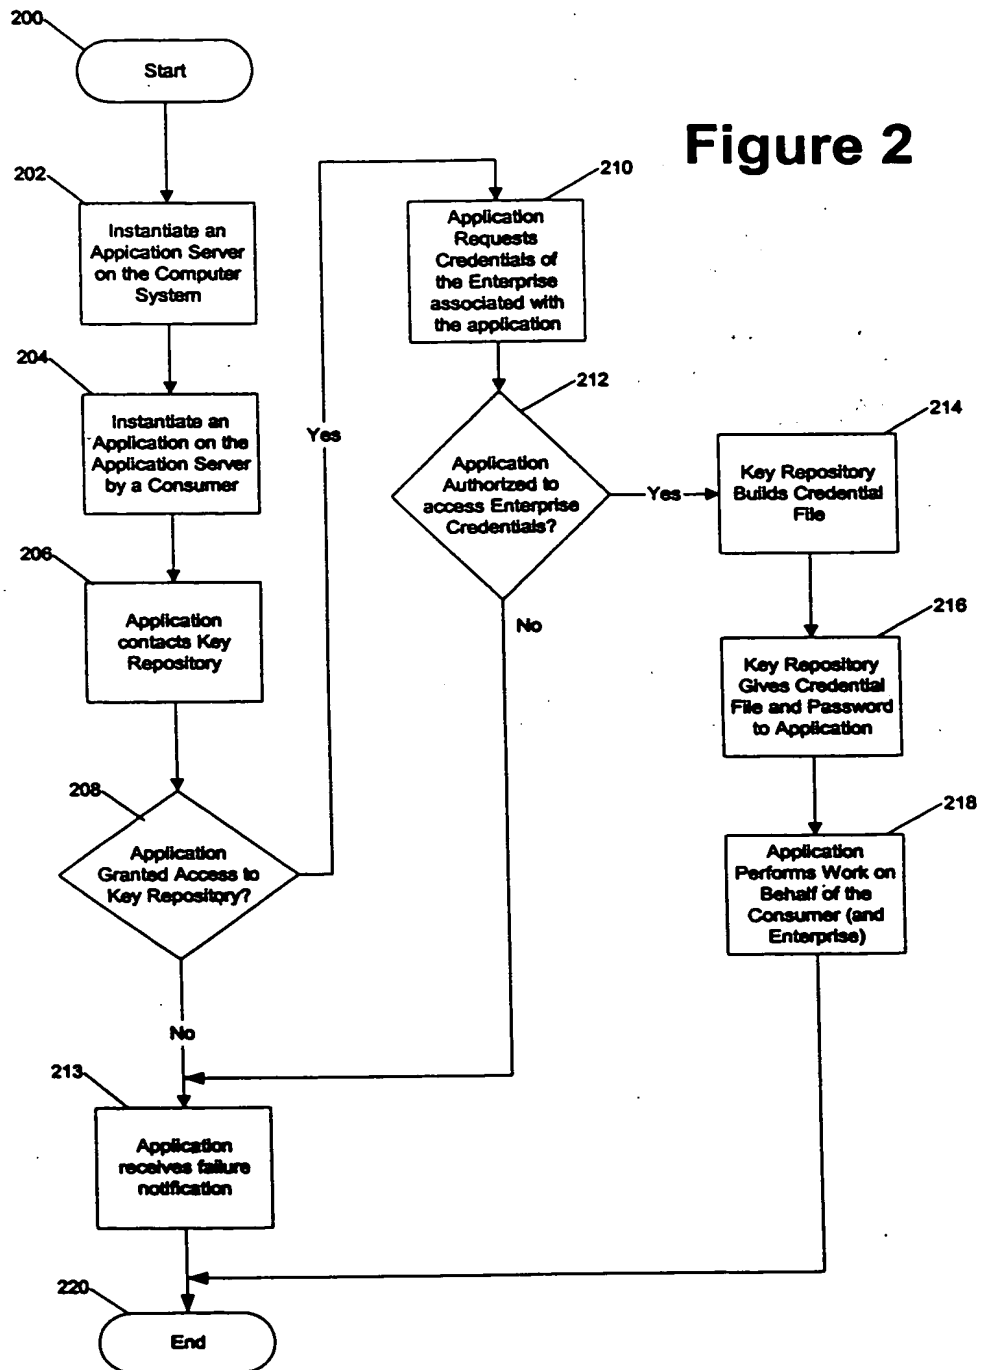 200
Start
Figure 2
202
Instantiate an
Appication Server
on the Computer
System
204
Instantiate an
Application on the
Application Server
by a Consumer
206
Application
contacts Key
Repository
208
Application
Granted Access to
Key Repository?
Yes
No
210
Application
Requests
Credentials of
the Enterprise
associated with
the application
212
Application
Authorized to
access Enterprise
Credentials?
Yes
No
213
Application
receives failure
notification
214
Key Repository
Builds Credential
File
216
Key Repository
Gives Credential
File and Password
to Application
218
Application
Performs Work on
Behalf of the
Consumer (and
Enterprise)
220
End